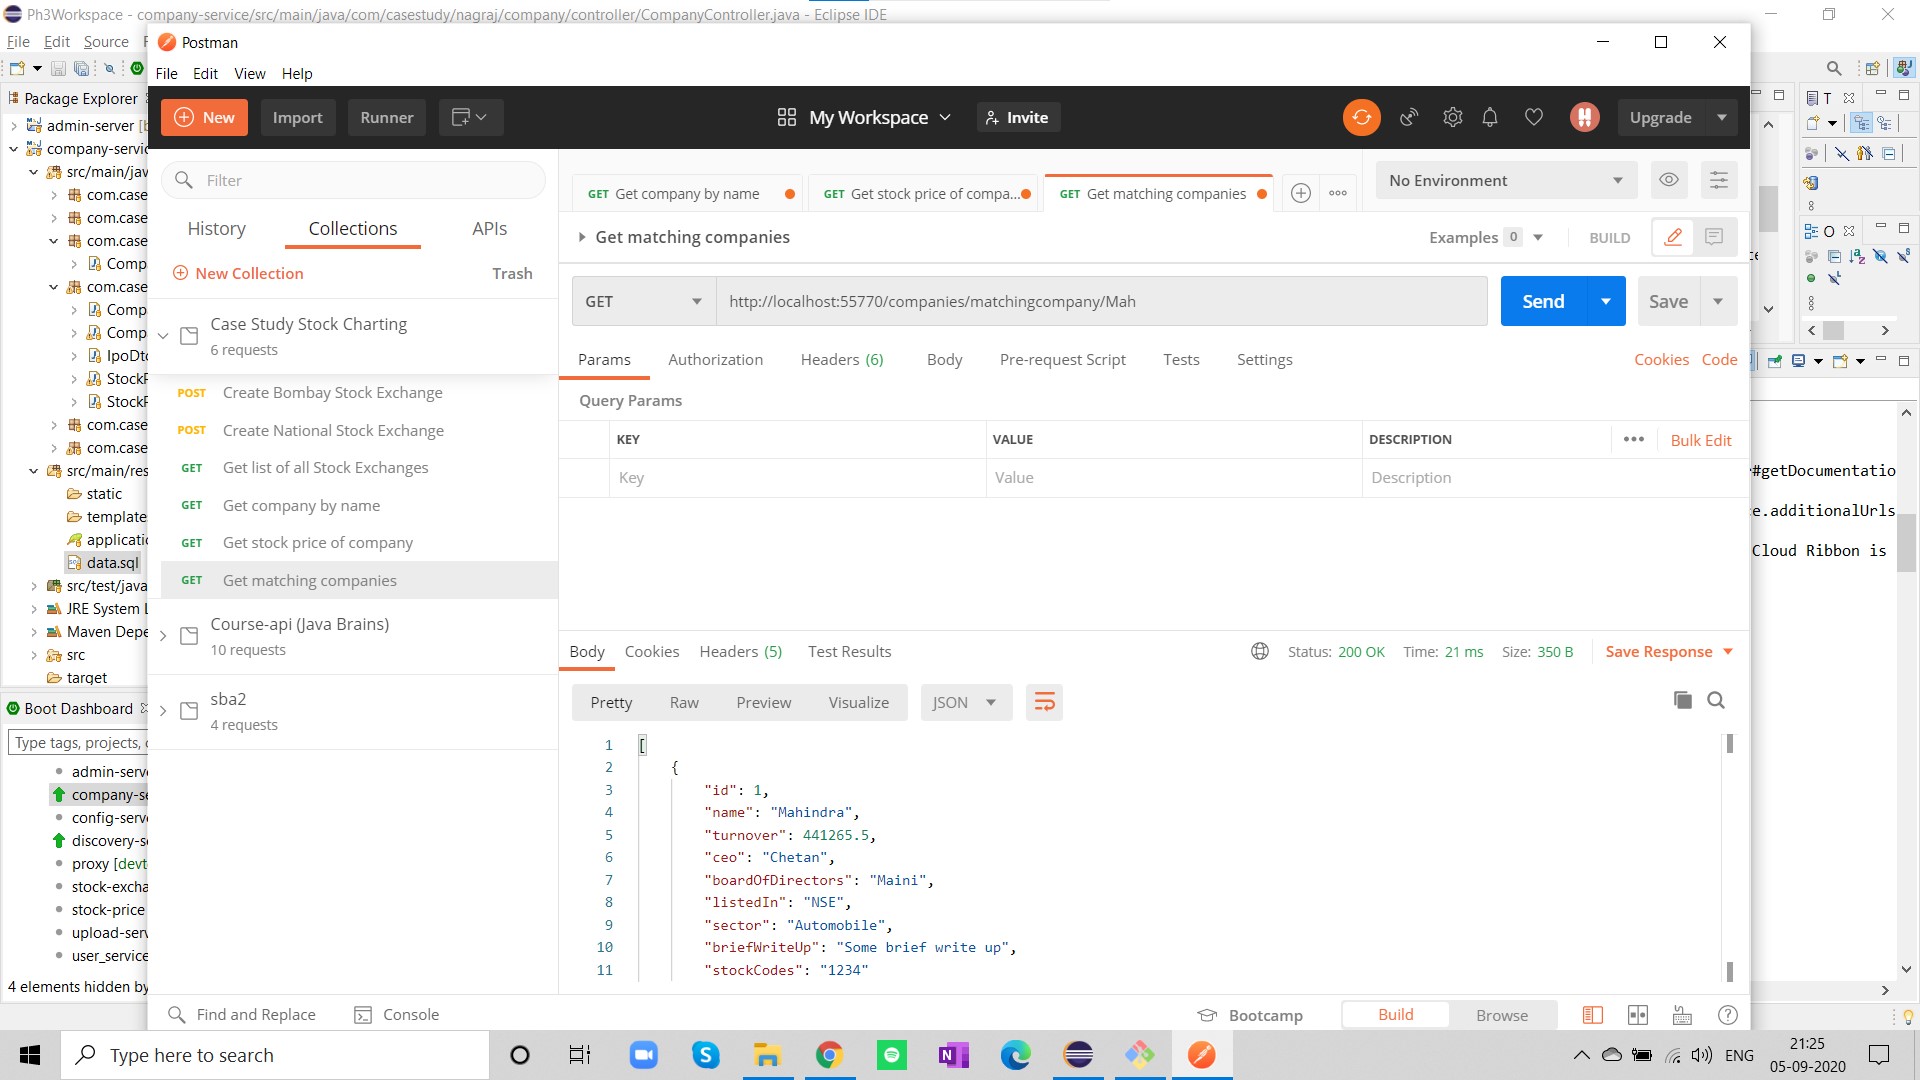 Ph3Workspace - company-service/src/main/java/com/casestudy/nagraj/company/controller/CompanyController.java - Eclipse IDE
File Edit Source
Postman
File Edit View Help
New Import Runner My Workspace Invite Upgrade
Package Explorer
admin-server
company-servic
src/main/jav
com.case
com.case
com.case
Comp
com.case
Comp
Comp
IpoDto
StockP
StockP
com.case
com.case
src/main/res
static
template
applicatio
data.sql
src/test/java
JRE System L
Maven Depe
src
target
Boot Dashboard
Type tags, projects,
admin-serv
company-se
config-serv
discovery-s
proxy [devt
stock-excha
stock-price
upload-serv
user_service
4 elements hidden by
Filter
History Collections APIs
New Collection Trash
Case Study Stock Charting
6 requests
POST Create Bombay Stock Exchange
POST Create National Stock Exchange
GET Get list of all Stock Exchanges
GET Get company by name
GET Get stock price of company
GET Get matching companies
Course-api (Java Brains)
10 requests
sba2
4 requests
GET Get company by name GET Get stock price of compa... GET Get matching companies No Environment
Get matching companies Examples 0 BUILD
GET http://localhost:55770/companies/matchingcompany/Mah Send Save
Params Authorization Headers (6) Body Pre-request Script Tests Settings Cookies Code
Query Params
KEY VALUE DESCRIPTION Bulk Edit
Key Value Description
Body Cookies Headers (5) Test Results Status: 200 OK Time: 21 ms Size: 350 B Save Response
Pretty Raw Preview Visualize JSON
1 [
2 {
3 "id": 1,
4 "name": "Mahindra",
5 "turnover": 441265.5,
6 "ceo": "Chetan",
7 "boardOfDirectors": "Maini",
8 "listedIn": "NSE",
9 "sector": "Automobile",
10 "briefWriteUp": "Some brief write up",
11 "stockCodes": "1234"
Find and Replace Console Bootcamp Build Browse
T
O
#getDocumentatio
e.additionalUrls
Cloud Ribbon is
Type here to search
ENG
21:25
05-09-2020